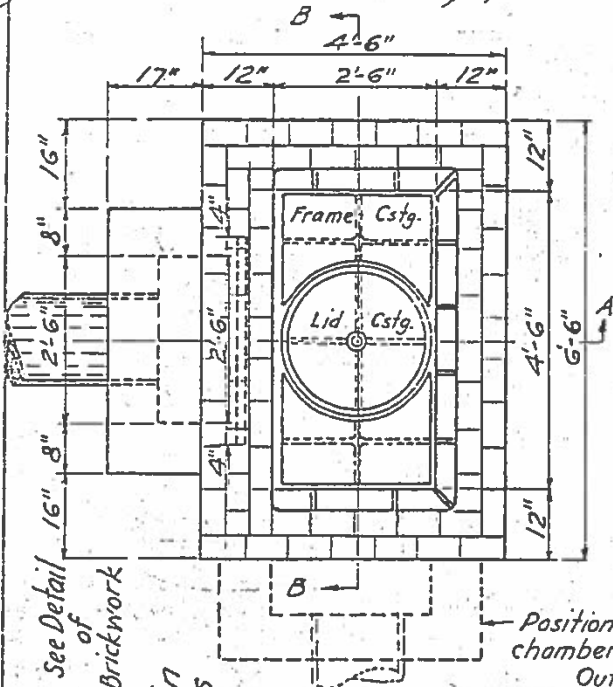 B
4'-6"
17"
12"
2'-6"
12"
16"
8"
2'-6"
8"
16"
4"
2'-6"
4"
Frame Cstg.
Lid Cstg.
12"
4'-6"
12"
6'-6"
A
B
See Detail
of
Brickwork
Position
chamber
Out